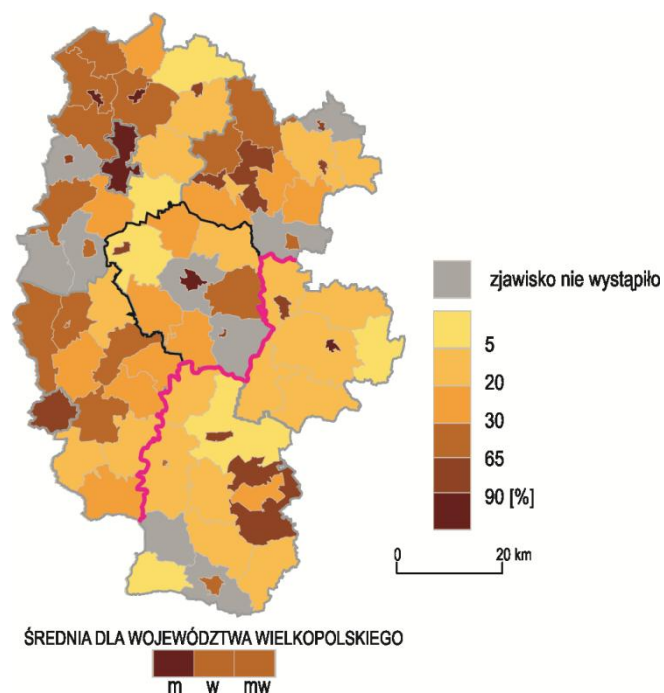 zjawisko nie wystąpiło
5
20
30
65
90 [%]
0 20 km
ŚREDNIA DLA WOJEWÓDZTWA WIELKOPOLSKIEGO
m w mw